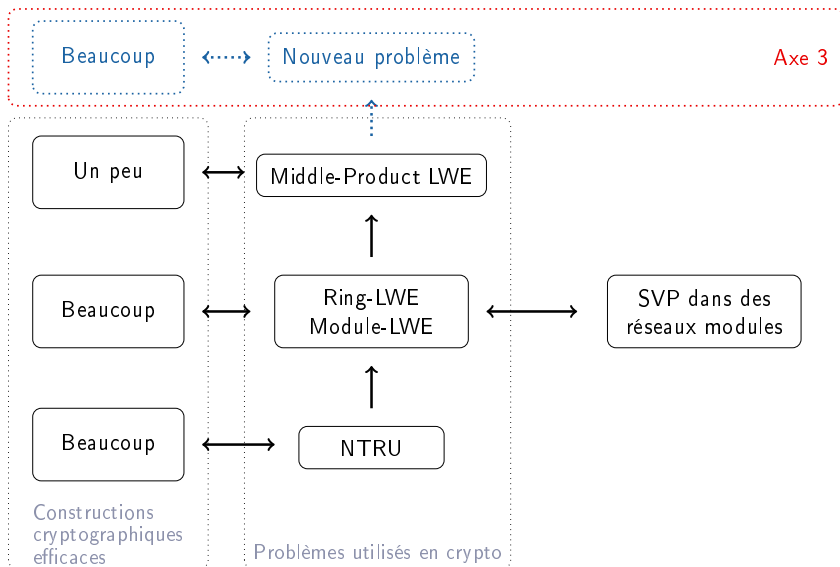 Beaucoup
Nouveau problème
Axe 3
Un peu
Middle-Product LWE
Beaucoup
Ring-LWE
Module-LWE
SVP dans des
réseaux modules
Beaucoup
NTRU
Constructions
cryptographiques
efficaces
Problèmes utilisés en crypto